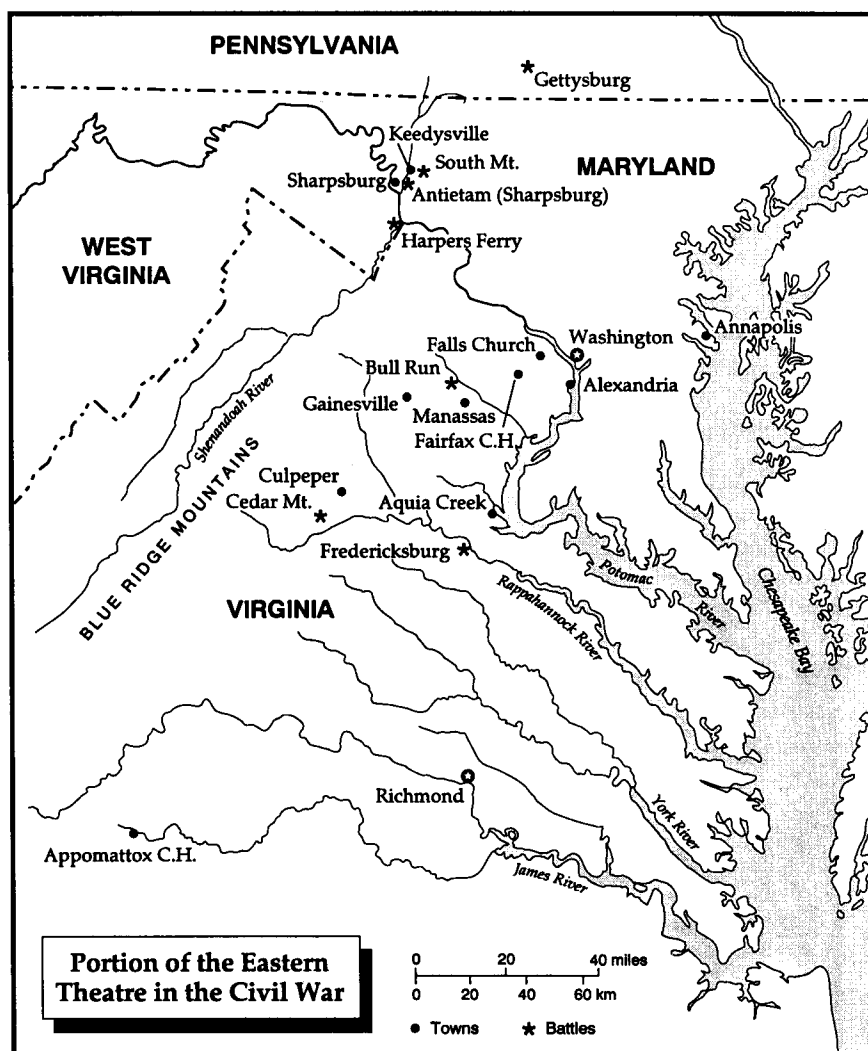 PENNSYLVANIA
Gettysburg
Keedysville
South Mt.
MARYLAND
Sharpsburg
Antietam (Sharpsburg)
WEST
VIRGINIA
Harpers Ferry
Annapolis
Washington
Falls Church
Bull Run
Alexandria
Gainesville
Manassas
Fairfax C.H.
Shenandoah River
BLUE RIDGE MOUNTAINS
Culpeper
Cedar Mt.
Aquia Creek
Fredericksburg
Potomac
River
Chesapeake Bay
VIRGINIA
Rappahannock River
Richmond
York River
Appomattox C.H.
James River
Portion of the Eastern
Theatre in the Civil War
0 20 40 miles
0 20 40 60 km
Towns Battles